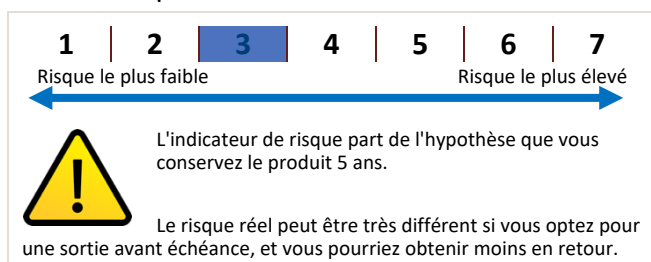 1 2 3 4 5 6 7
Risque le plus faible Risque le plus élevé
L'indicateur de risque part de l'hypothèse que vous
conservez le produit 5 ans.
Le risque réel peut être très différent si vous optez pour
une sortie avant échéance, et vous pourriez obtenir moins en retour.